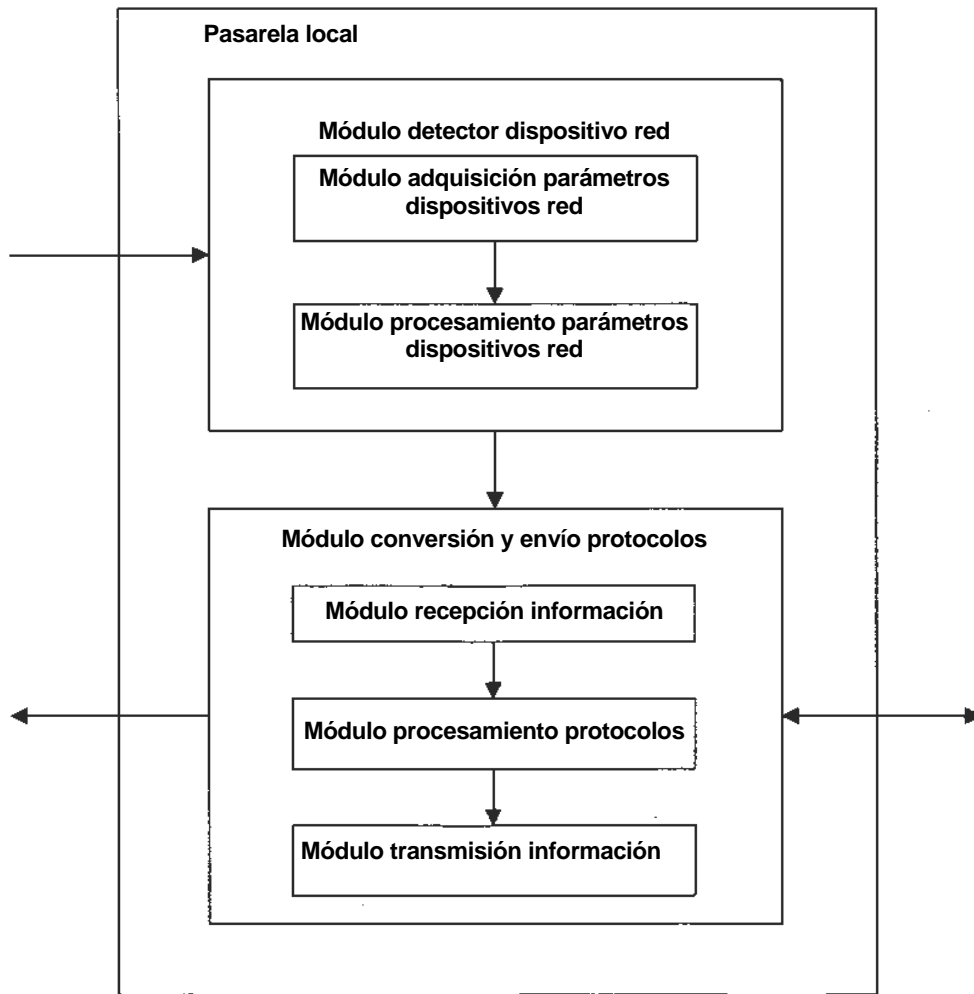 Pasarela local
Módulo detector dispositivo red
Módulo adquisición parámetros
dispositivos red
Módulo procesamiento parámetros
dispositivos red
Módulo conversión y envío protocolos
Módulo recepción información
Módulo procesamiento protocolos
Módulo transmisión información